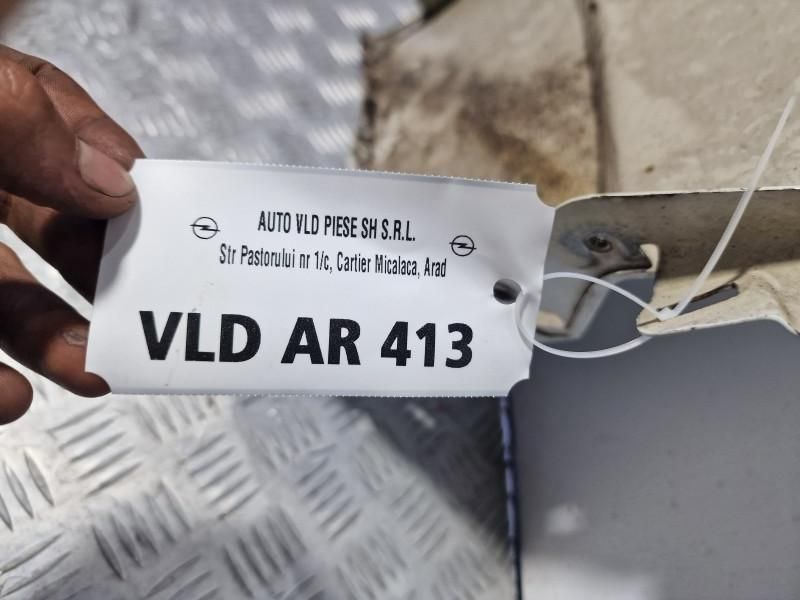 AUTO VLD PIESE SH S.R.L.
Str Pastorului nr 1/c, Cartier Micalaca, Arad
VLD AR 413